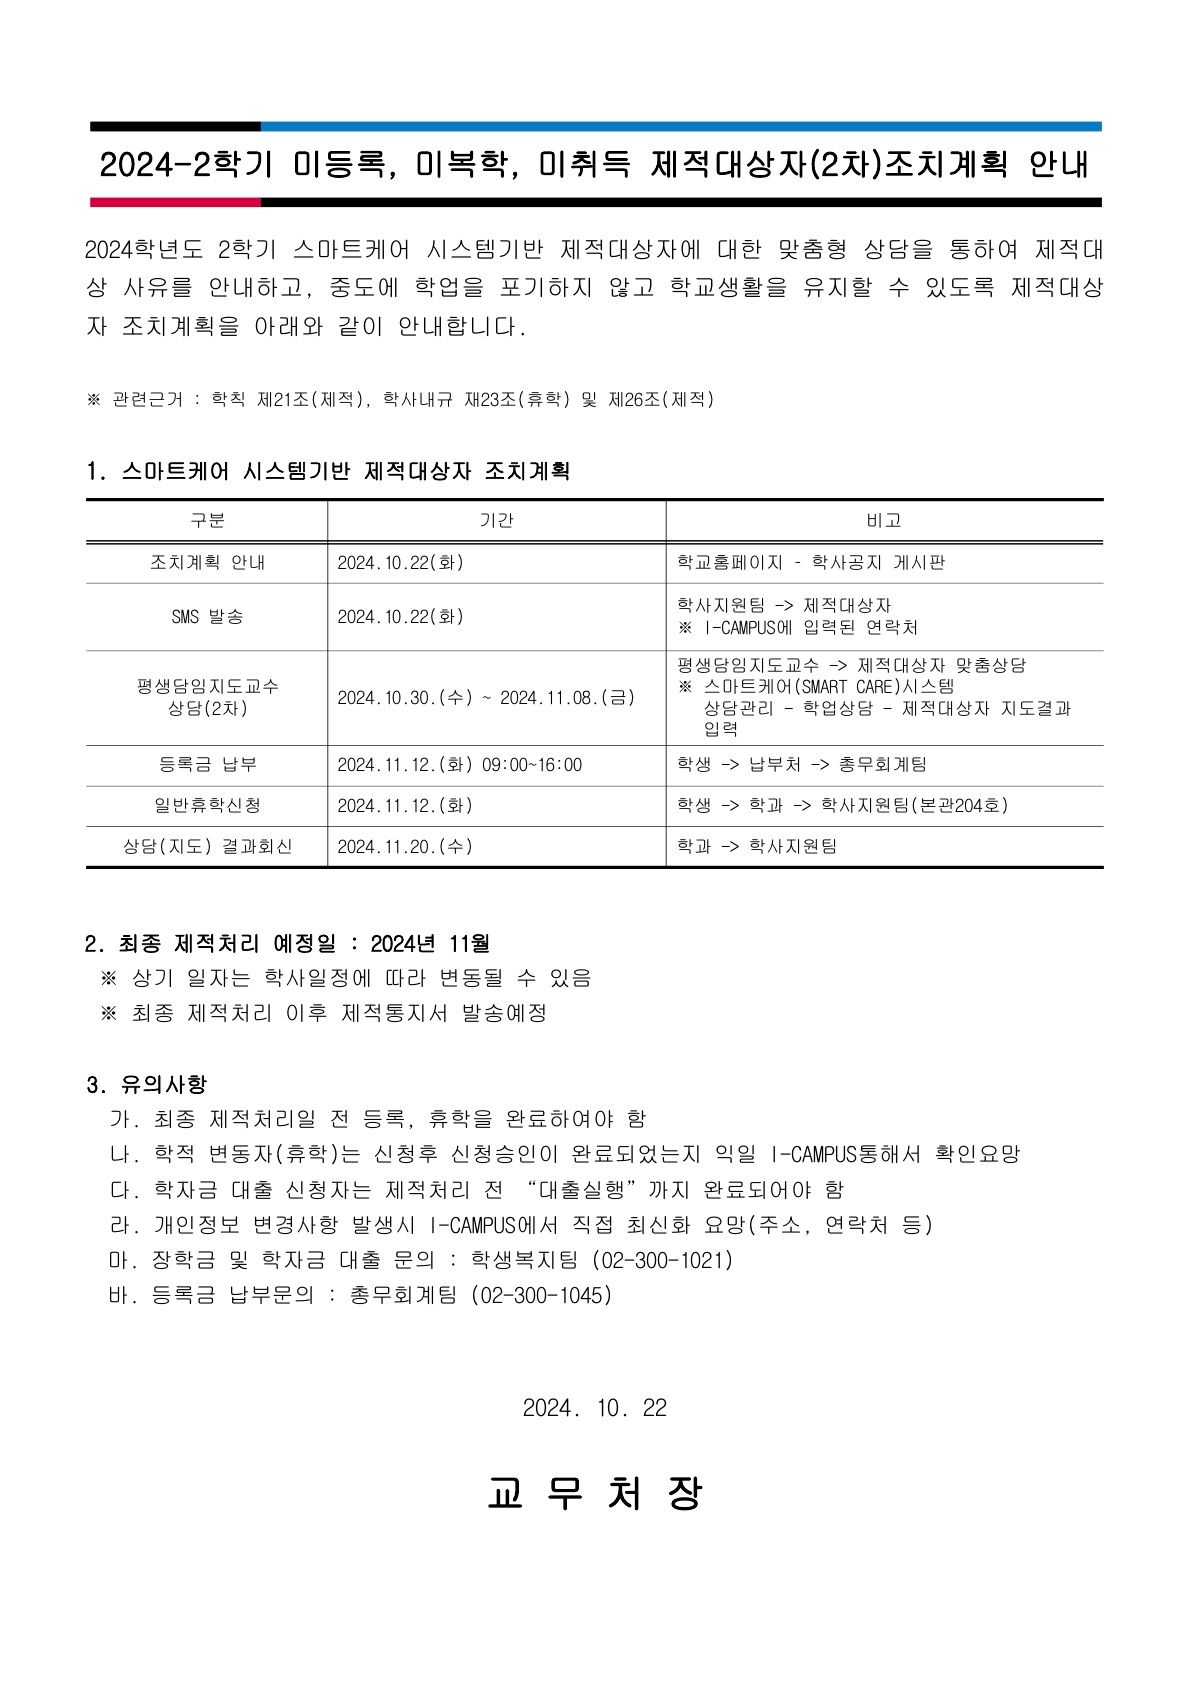 2024-2학기 미등록, 미복학, 미취득 제적대상자(2차)조치계획 안내
2024학년도 2학기 스마트케어 시스템기반 제적대상자에 대한 맞춤형 상담을 통하여 제적대
상 사유를 안내하고, 중도에 학업을 포기하지 않고 학교생활을 유지할 수 있도록 제적대상
자 조치계획을 아래와 같이 안내합니다.
※ 관련근거 : 학칙 제21조(제적), 학사내규 재23조(휴학) 및 제26조(제적)
1. 스마트케어 시스템기반 제적대상자 조치계획
구분 기간 비고
조치계획 안내 2024.10.22(화) 학교홈페이지 - 학사공지 게시판
SMS 발송 2024.10.22(화) 학사지원팀 -> 제적대상자
※ I-CAMPUS에 입력된 연락처
평생담임지도교수
상담(2차)
2024.10.30.(수) ~ 2024.11.08.(금)
평생담임지도교수 -> 제적대상자 맞춤상담
※ 스마트케어(SMART CARE)시스템
상담관리 - 학업상담 - 제적대상자 지도결과
입력
등록금 납부 2024.11.12.(화) 09:00~16:00 학생 -> 납부처 -> 총무회계팀
일반휴학신청 2024.11.12.(화) 학생 -> 학과 -> 학사지원팀(본관204호)
상담(지도) 결과회신 2024.11.20.(수) 학과 -> 학사지원팀
2. 최종 제적처리 예정일 : 2024년 11월
※ 상기 일자는 학사일정에 따라 변동될 수 있음
※ 최종 제적처리 이후 제적통지서 발송예정
3. 유의사항
가. 최종 제적처리일 전 등록, 휴학을 완료하여야 함
나. 학적 변동자(휴학)는 신청후 신청승인이 완료되었는지 익일 I-CAMPUS통해서 확인요망
다. 학자금 대출 신청자는 제적처리 전 “대출실행”까지 완료되어야 함
라. 개인정보 변경사항 발생시 I-CAMPUS에서 직접 최신화 요망(주소, 연락처 등)
마. 장학금 및 학자금 대출 문의 : 학생복지팀 (02-300-1021)
바. 등록금 납부문의 : 총무회계팀 (02-300-1045)
2024. 10. 22
교 무 처 장